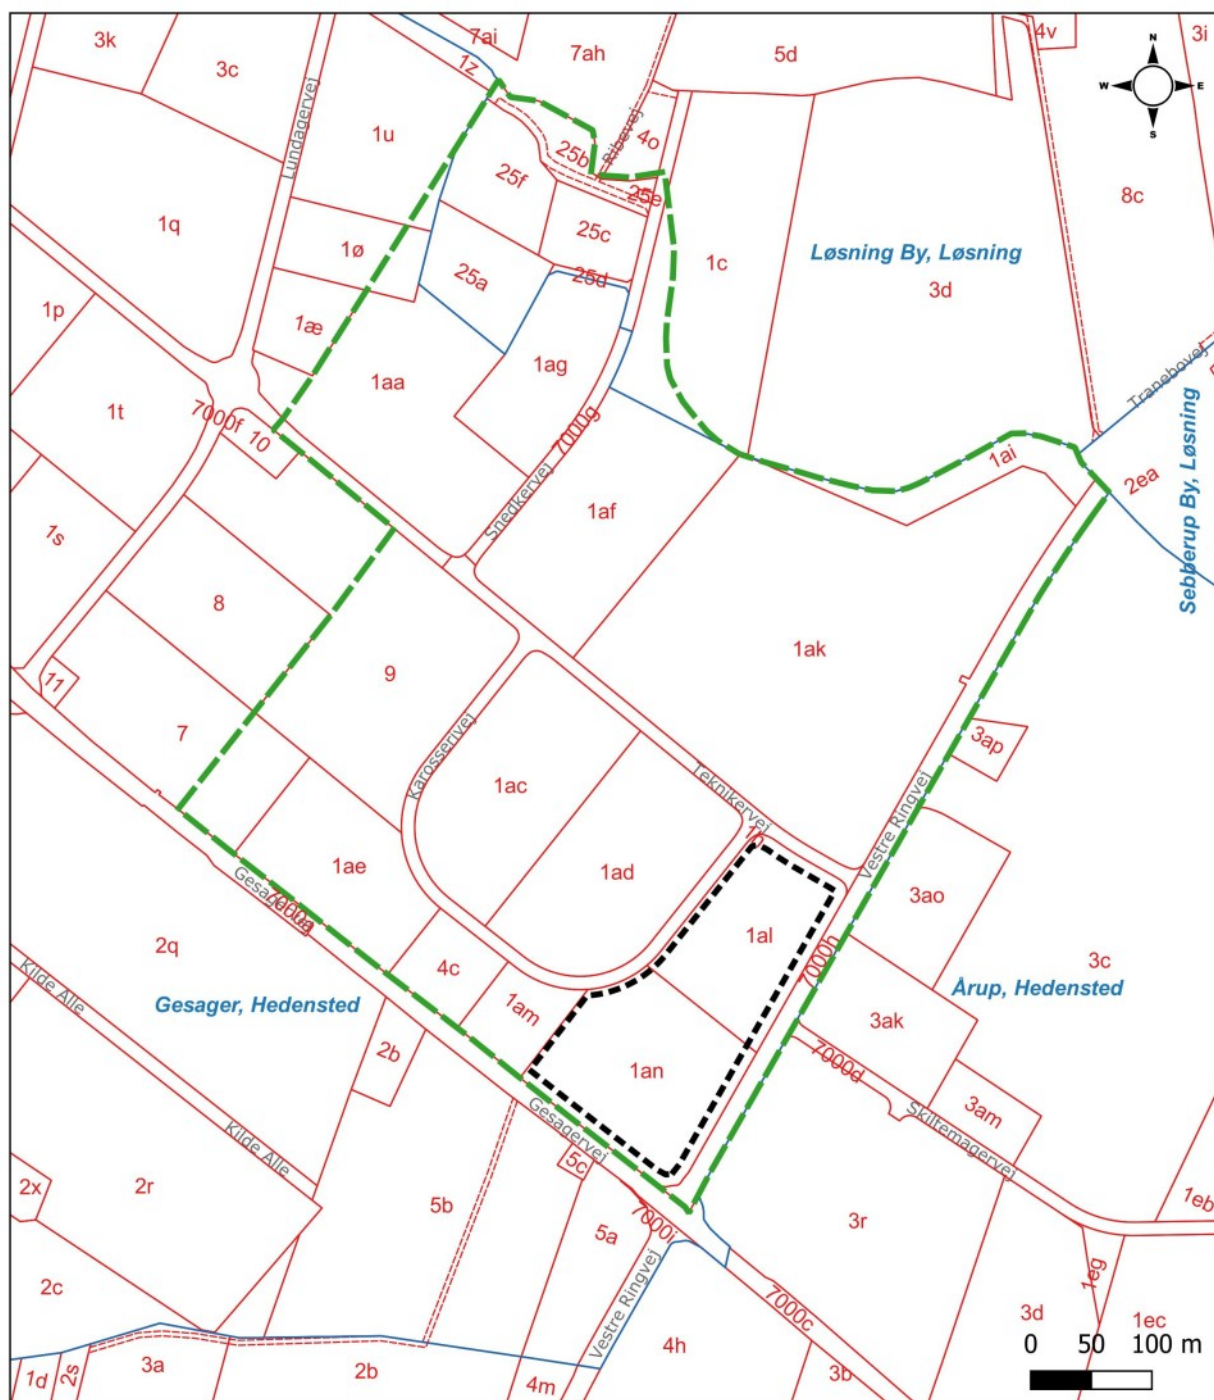 3k
3c
7ai
1z
7ah
5d
4v
3i
N
W
E
S
Lundagervej
1u
Ribevej
4o
25b
25f
25e
8c
1q
25c
1ø
1c
Løsning By, Løsning
25a
25d
3d
1p
1æ
1ag
1aa
Tranebovej
1t
7000f
10
7000g
Sebberup By, Løsning
1ai
2ea
Snedkervej
1af
1s
8
1ak
9
11
7
3ap
Karosserivej
1ac
Teknikervej
Vestre Ringvej
1ae
1ad
3ao
Gesagervej
7000a
1al
7000h
2q
4c
3c
Kilde Alle
Gesager, Hedensted
1am
Årup, Hedensted
3ak
2b
1an
7000d
Skiltemagervej
3am
Gesagervej
Kilde Alle
5c
2x
2r
5b
7000i
5a
3r
1eb
Vestre Ringvej
2c
1eg
7000c
3d
1ec
0 50 100 m
4h
1d
2s
3a
2b
4m
3b